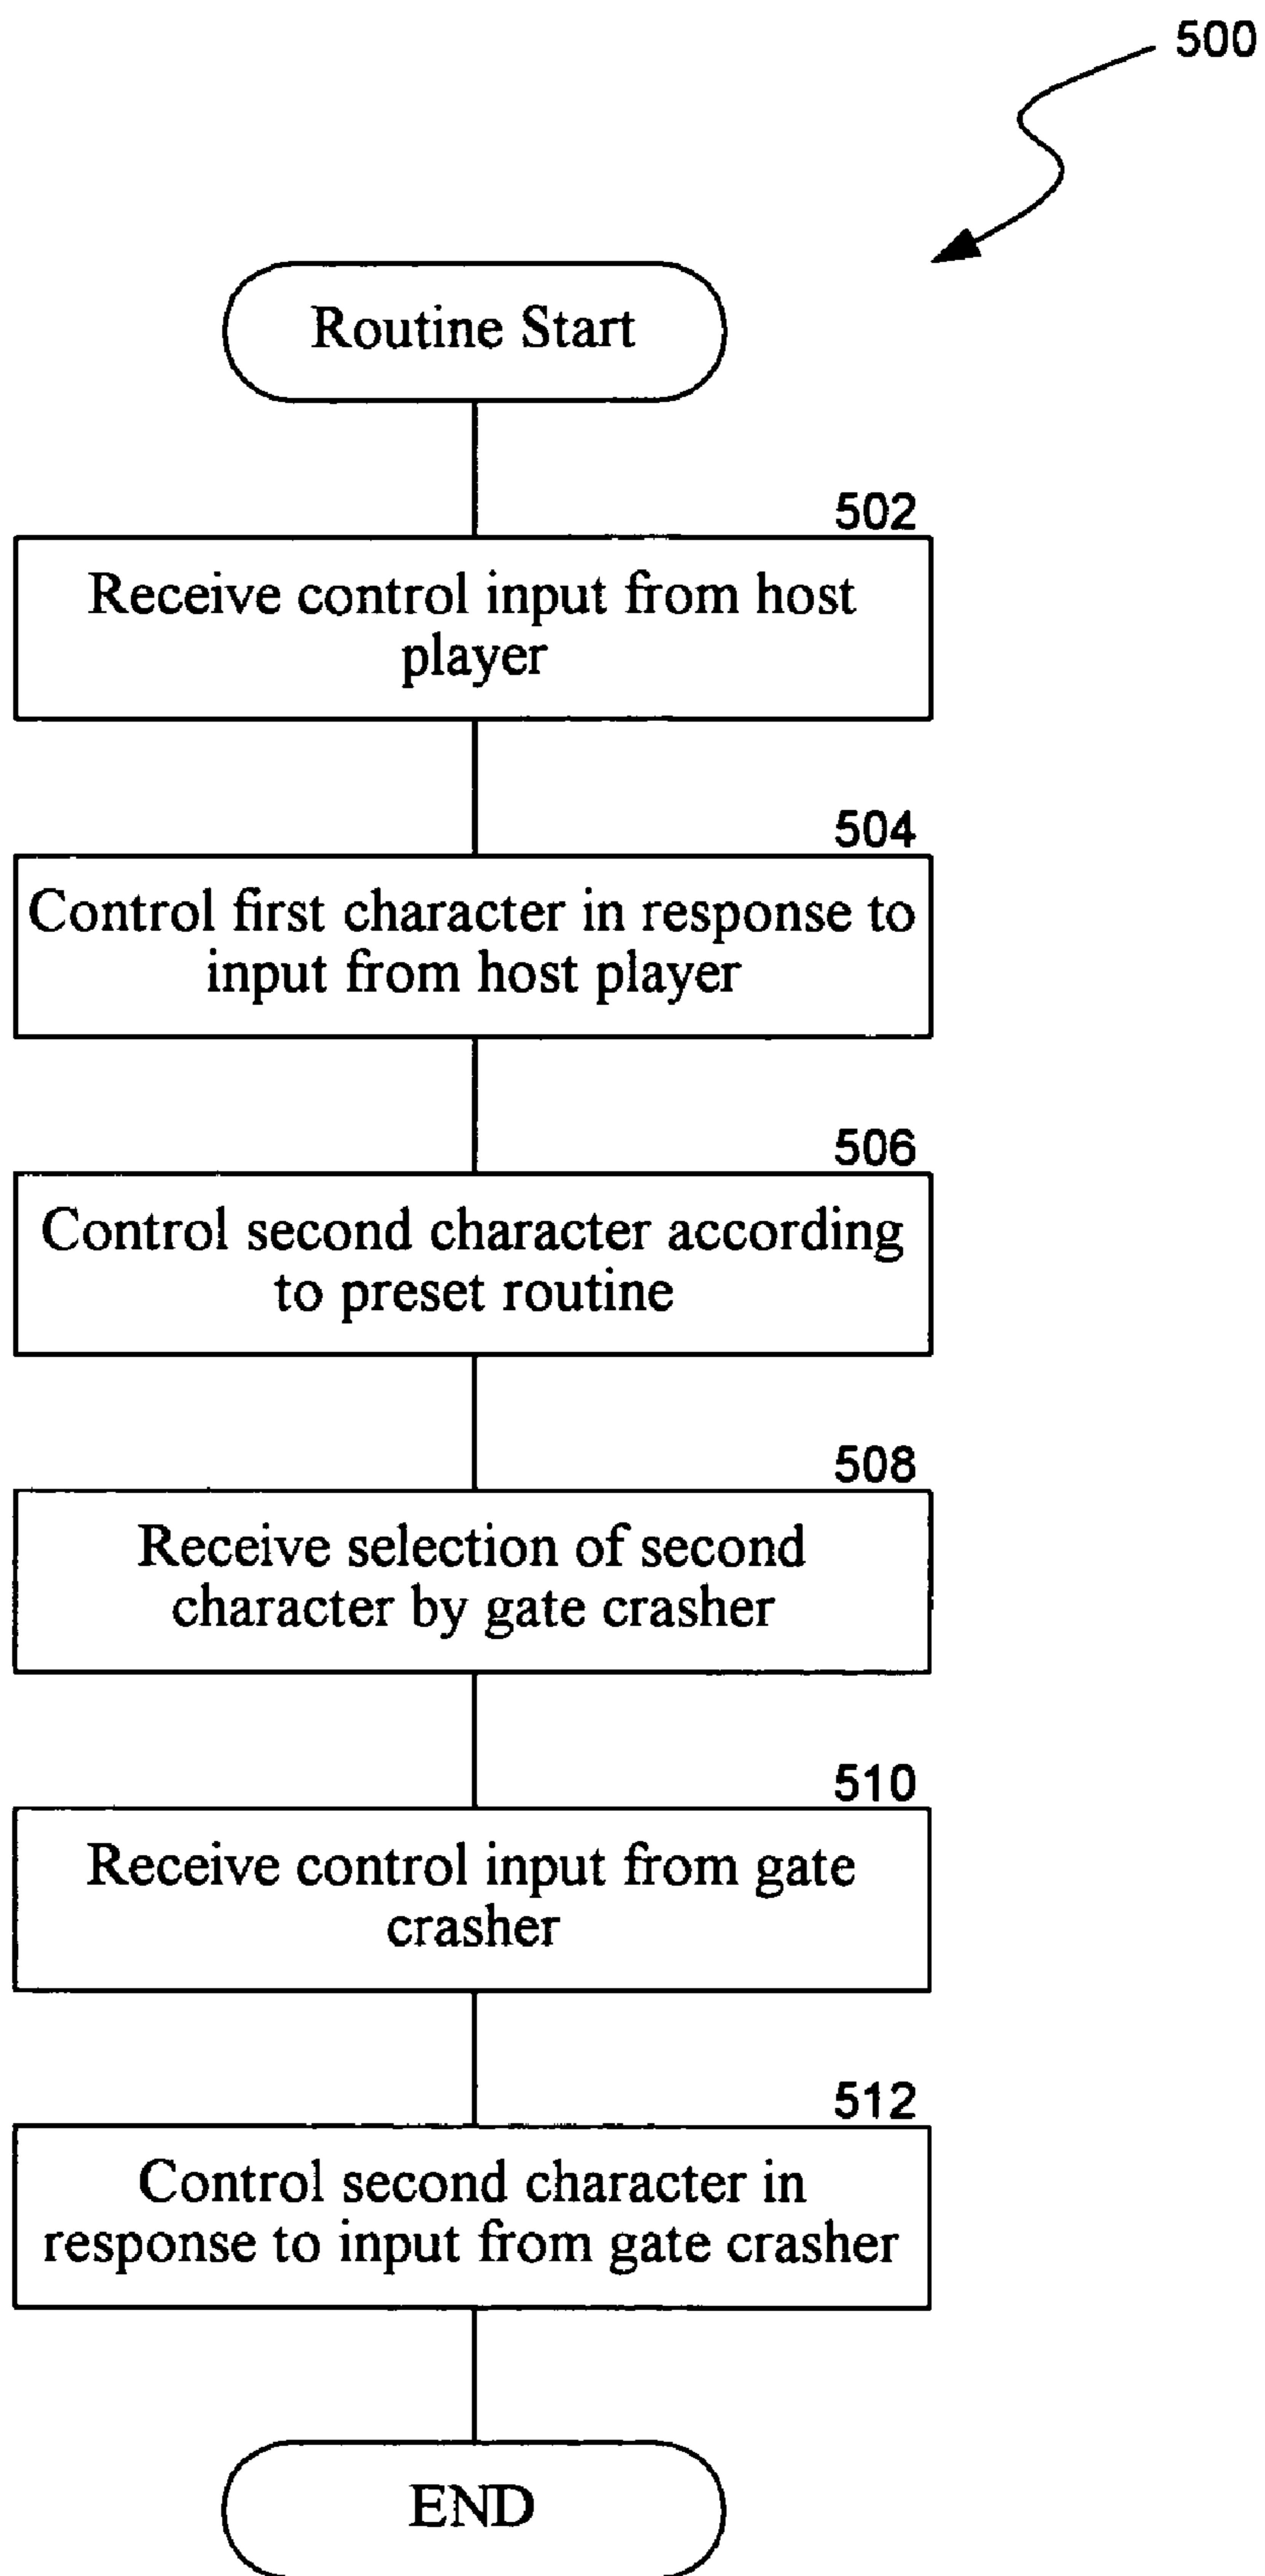 500
Routine Start
502
Receive control input from host
player
504
Control first character in response to
input from host player
506
Control second character according
to preset routine
508
Receive selection of second
character by gate crasher
510
Receive control input from gate
crasher
512
Control second character in
response to input from gate crasher
END